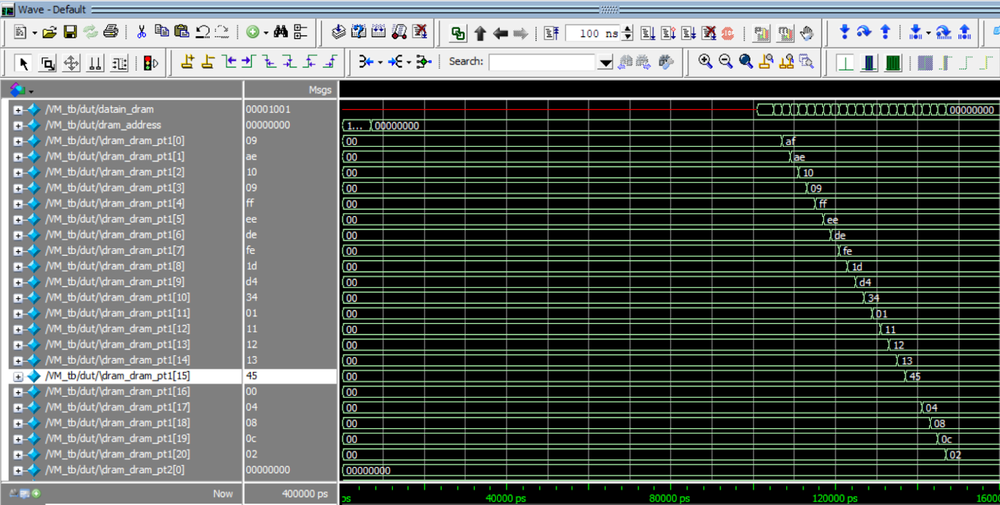 Wave - Default
100 ns
Search:
Msgs
/VM_tb/dut/datain_dram 00001001 00000000
/VM_tb/dut/dram_address 00000000 1... 00000000
/VM_tb/dut/\dram_dram_pt1[0] 09 00 af
/VM_tb/dut/\dram_dram_pt1[1] ae 00 ae
/VM_tb/dut/\dram_dram_pt1[2] 10 00 10
/VM_tb/dut/\dram_dram_pt1[3] 09 00 09
/VM_tb/dut/\dram_dram_pt1[4] ff 00 ff
/VM_tb/dut/\dram_dram_pt1[5] ee 00 ee
/VM_tb/dut/\dram_dram_pt1[6] de 00 de
/VM_tb/dut/\dram_dram_pt1[7] fe 00 fe
/VM_tb/dut/\dram_dram_pt1[8] 1d 00 1d
/VM_tb/dut/\dram_dram_pt1[9] d4 00 d4
/VM_tb/dut/\dram_dram_pt1[10] 34 00 34
/VM_tb/dut/\dram_dram_pt1[11] 01 00 01
/VM_tb/dut/\dram_dram_pt1[12] 11 00 11
/VM_tb/dut/\dram_dram_pt1[13] 12 00 12
/VM_tb/dut/\dram_dram_pt1[14] 13 00 13
/VM_tb/dut/\dram_dram_pt1[15] 45 00 45
/VM_tb/dut/\dram_dram_pt1[16] 00 00
/VM_tb/dut/\dram_dram_pt1[17] 04 00 04
/VM_tb/dut/\dram_dram_pt1[18] 08 00 08
/VM_tb/dut/\dram_dram_pt1[19] 0c 00 0c
/VM_tb/dut/\dram_dram_pt1[20] 02 00 02
/VM_tb/dut/\dram_dram_pt2[0] 00000000 00000000
Now 400000 ps ps 40000 ps 80000 ps 120000 ps 16000